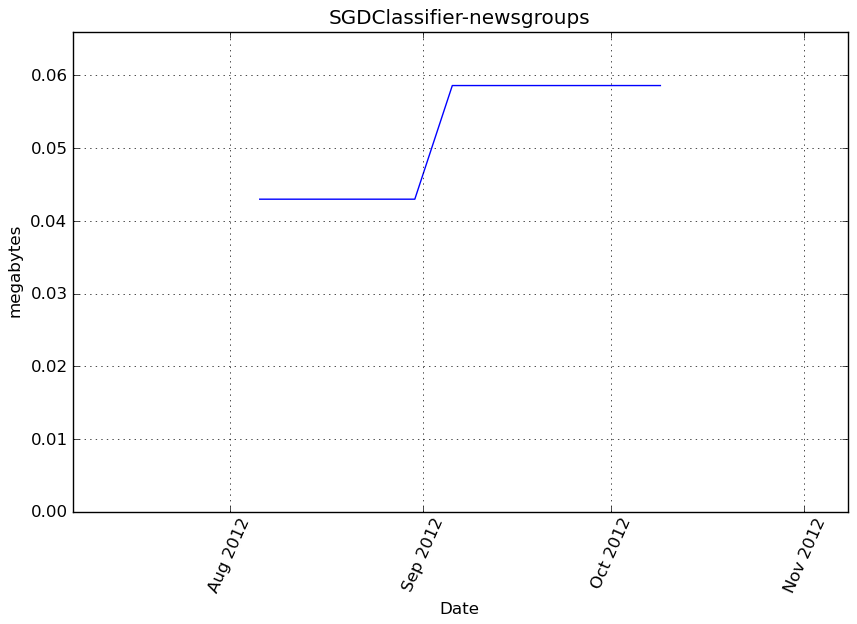 SGDClassifier-newsgroups
0.06
0.05
0.04
0.03
0.02
0.01
0.00
megabytes
Aug 2012
Sep 2012
Oct 2012
Nov 2012
Date